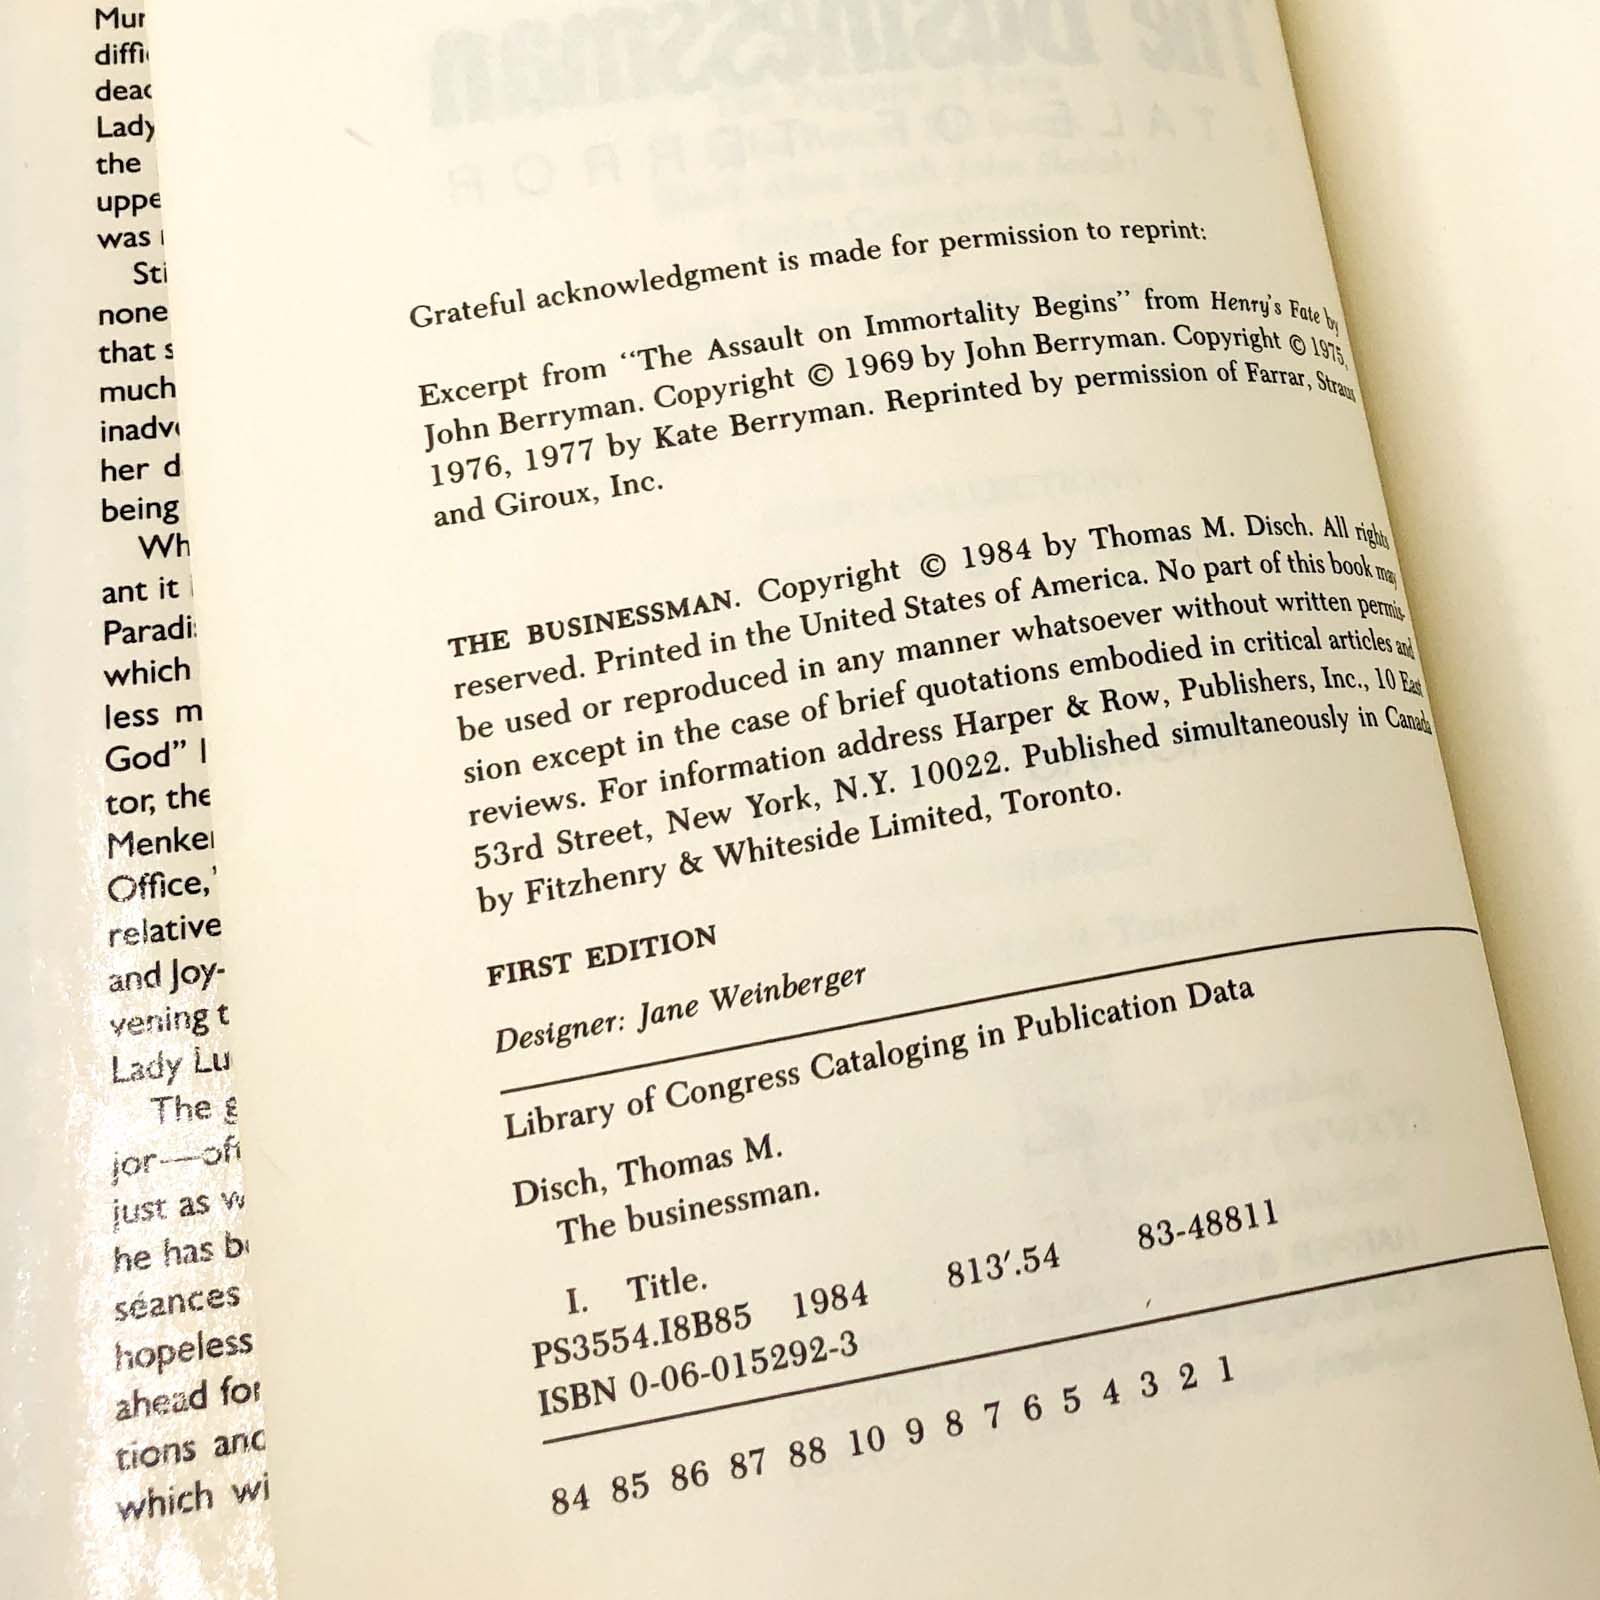 Mur
diffi
dead
Lady
the
uppe
was
Sti
none
that s
much
inadv
her d
being
Wh
ant it
Paradi
which
less m
God" l
tor, the
Menke
Office,'
relative
and Joy-
vening t
Lady Lu
The g
jor—oft
just as w
he has b
séances
hopeless
ahead for
tions and
which wi
The Businessman
TALE OF TERROR
Grateful acknowledgment is made for permission to reprint:
Excerpt from "The Assault on Immortality Begins" from Henry's Fate by
John Berryman. Copyright © 1969 by John Berryman. Copyright © 1975,
1976, 1977 by Kate Berryman. Reprinted by permission of Farrar, Straus
and Giroux, Inc.
THE BUSINESSMAN. Copyright © 1984 by Thomas M. Disch. All rights
reserved. Printed in the United States of America. No part of this book may
be used or reproduced in any manner whatsoever without written permis-
sion except in the case of brief quotations embodied in critical articles and
reviews. For information address Harper & Row, Publishers, Inc., 10 East
53rd Street, New York, N.Y. 10022. Published simultaneously in Canada
by Fitzhenry & Whiteside Limited, Toronto.
FIRST EDITION
Designer: Jane Weinberger
Library of Congress Cataloging in Publication Data
Disch, Thomas M.
The businessman.
I. Title.
PS3554.I8B85 1984 813'.54 83-48811
ISBN 0-06-015292-3
84 85 86 87 88 10 9 8 7 6 5 4 3 2 1